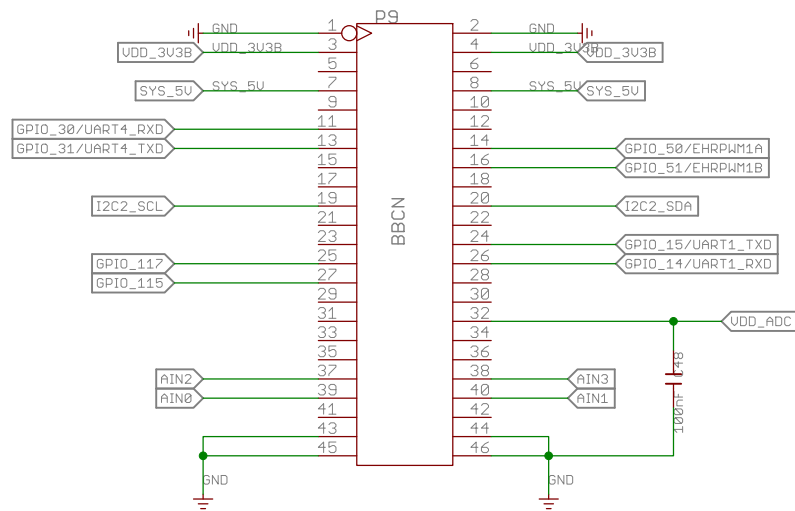 P9
GND 1 2 GND
VDD_3V3B VDD_3V3B 3 4 VDD_3V3B VDD_3V3B
5 6
SYS_5V SYS_5V 7 8 SYS_5V SYS_5V
9 10
GPIO_30/UART4_RXD 11 12
GPIO_31/UART4_TXD 13 14 GPIO_50/EHRPWM1A
15 16 GPIO_51/EHRPWM1B
17 18
I2C2_SCL 19 20 I2C2_SDA
21 22
BBCN
23 24 GPIO_15/UART1_TXD
GPIO_117 25 26 GPIO_14/UART1_RXD
GPIO_115 27 28
29 30
31 32 VDD_ADC
33 34
35 36
C48
AIN2 37 38 AIN3
AIN0 39 40 AIN1
100nF
41 42
43 44
45 46
GND GND